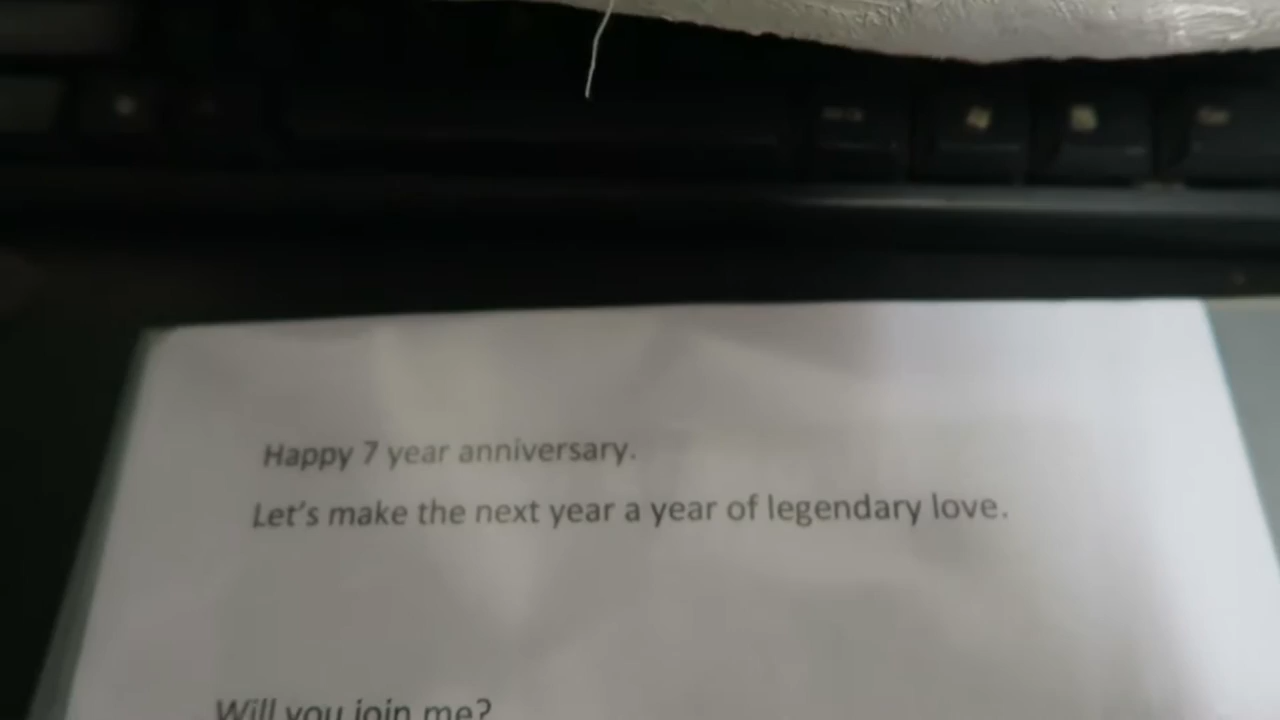 Happy 7 year anniversary.
Let's make the next year a year of legendary love.
Will you join me?